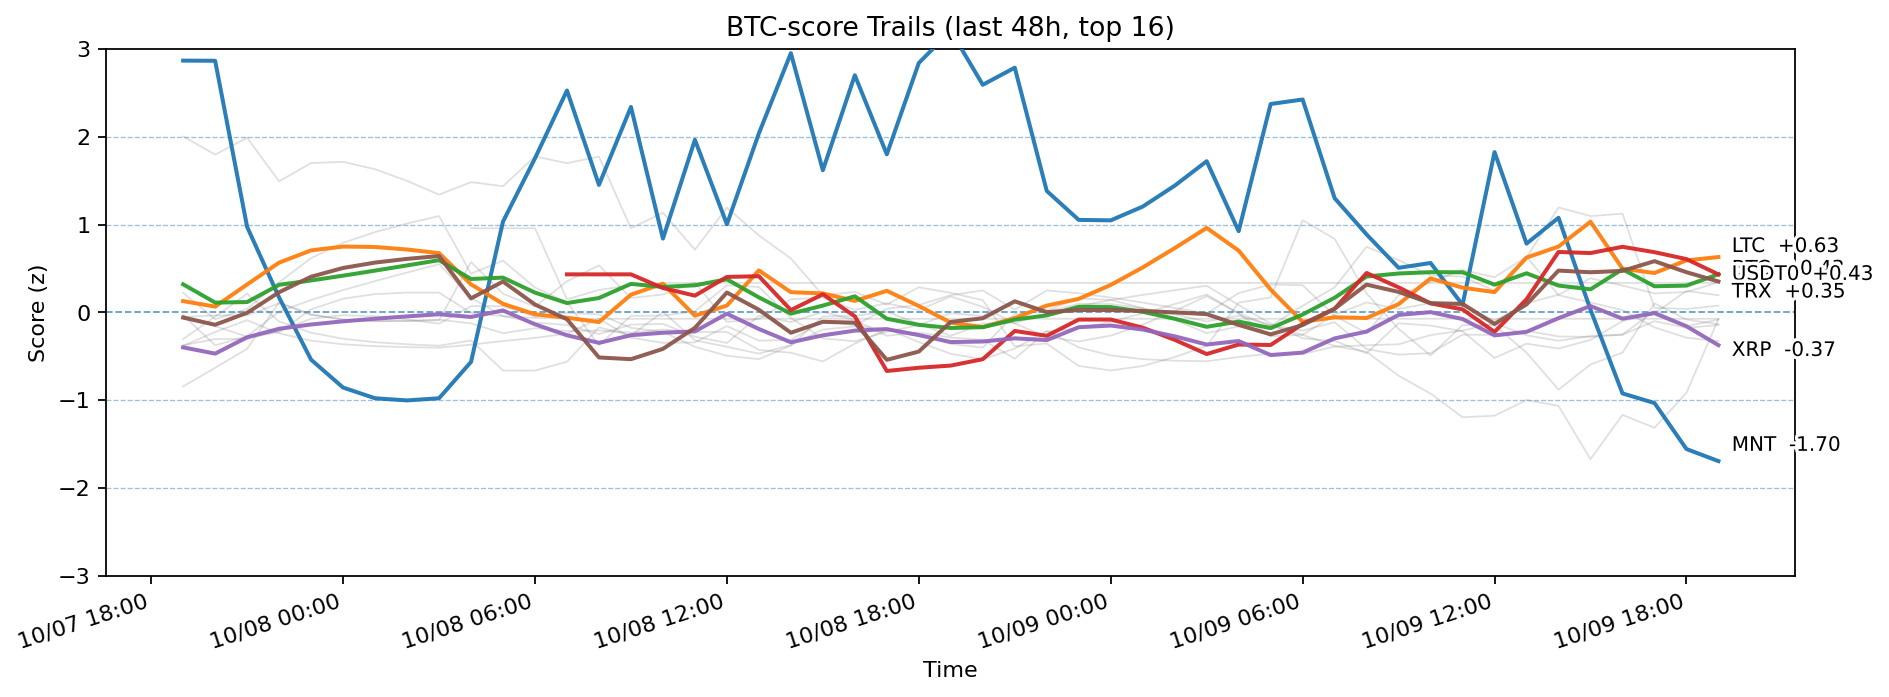 BTC-score Trails (last 48h, top 16)
3
2
1
0
−1
−2
−3
Score (z)
LTC +0.63
USDT0 +0.43
TRX +0.35
XRP -0.37
MNT -1.70
10/07 18:00
10/08 00:00
10/08 06:00
10/08 12:00
10/08 18:00
10/09 00:00
10/09 06:00
10/09 12:00
10/09 18:00
Time